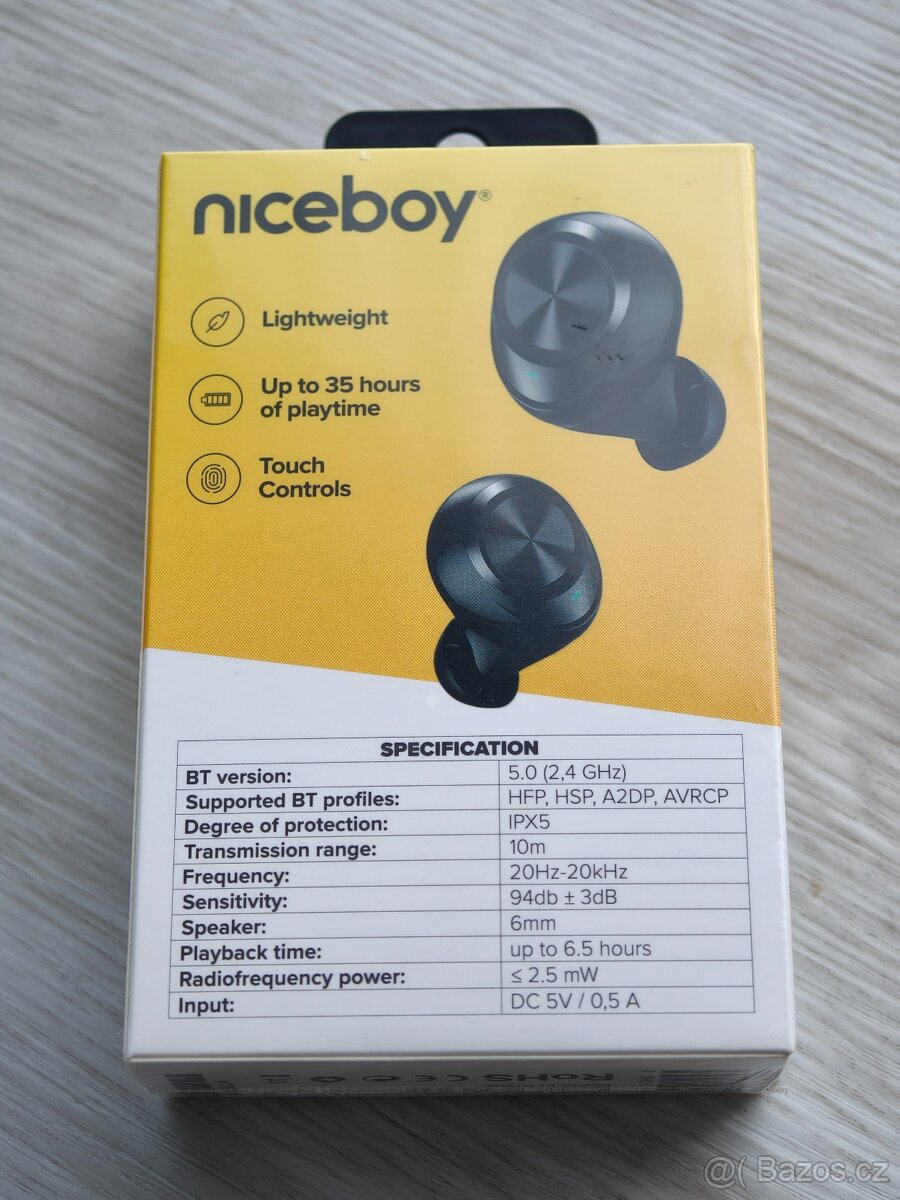 niceboy®
Lightweight
Up to 35 hours
of playtime
Touch
Controls
SPECIFICATION
BT version: 5.0 (2,4 GHz)
Supported BT profiles: HFP, HSP, A2DP, AVRCP
Degree of protection: IPX5
Transmission range: 10m
Frequency: 20Hz-20kHz
Sensitivity: 94db ± 3dB
Speaker: 6mm
Playback time: up to 6.5 hours
Radiofrequency power: ≤ 2.5 mW
Input: DC 5V / 0,5 A
RoHS CE
@( Bazos.cz